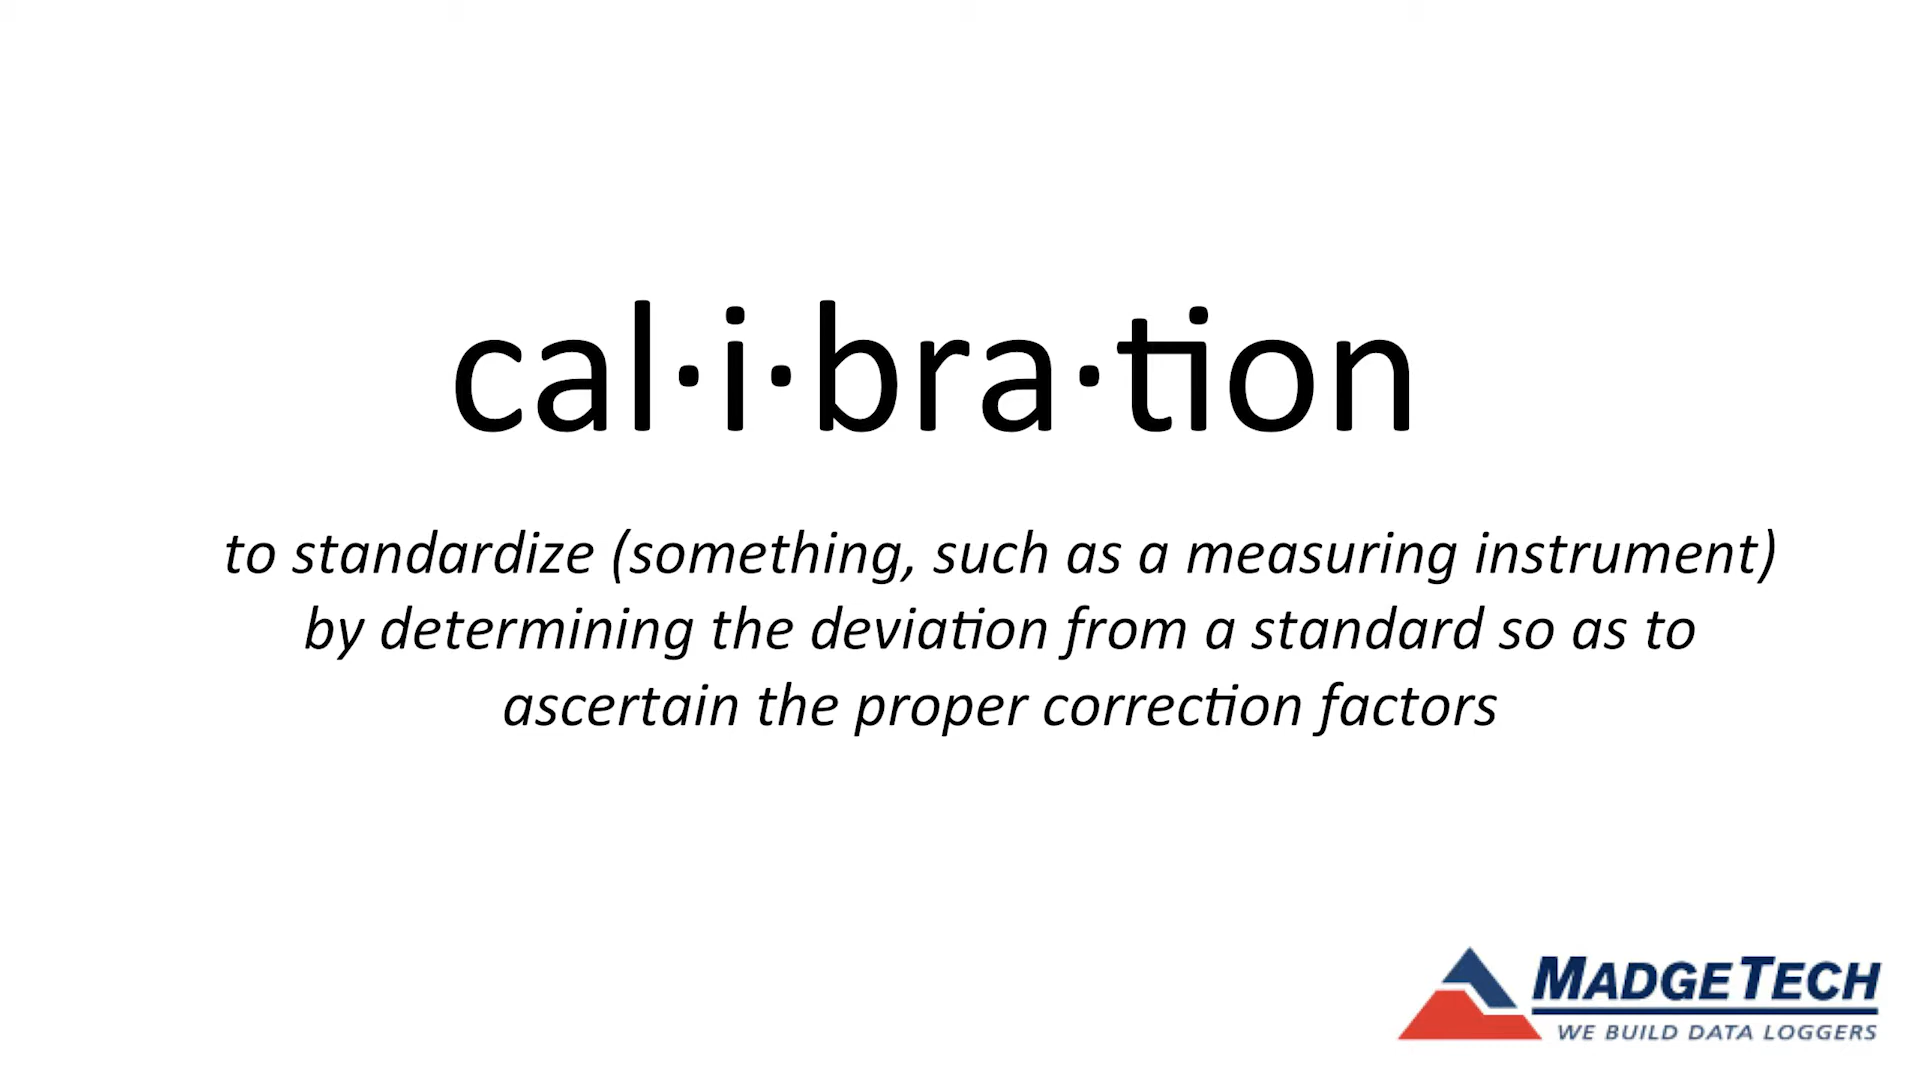 cal·i·bra·tion
to standardize (something, such as a measuring instrument)
by determining the deviation from a standard so as to
ascertain the proper correction factors
MADGETECH
WE BUILD DATA LOGGERS